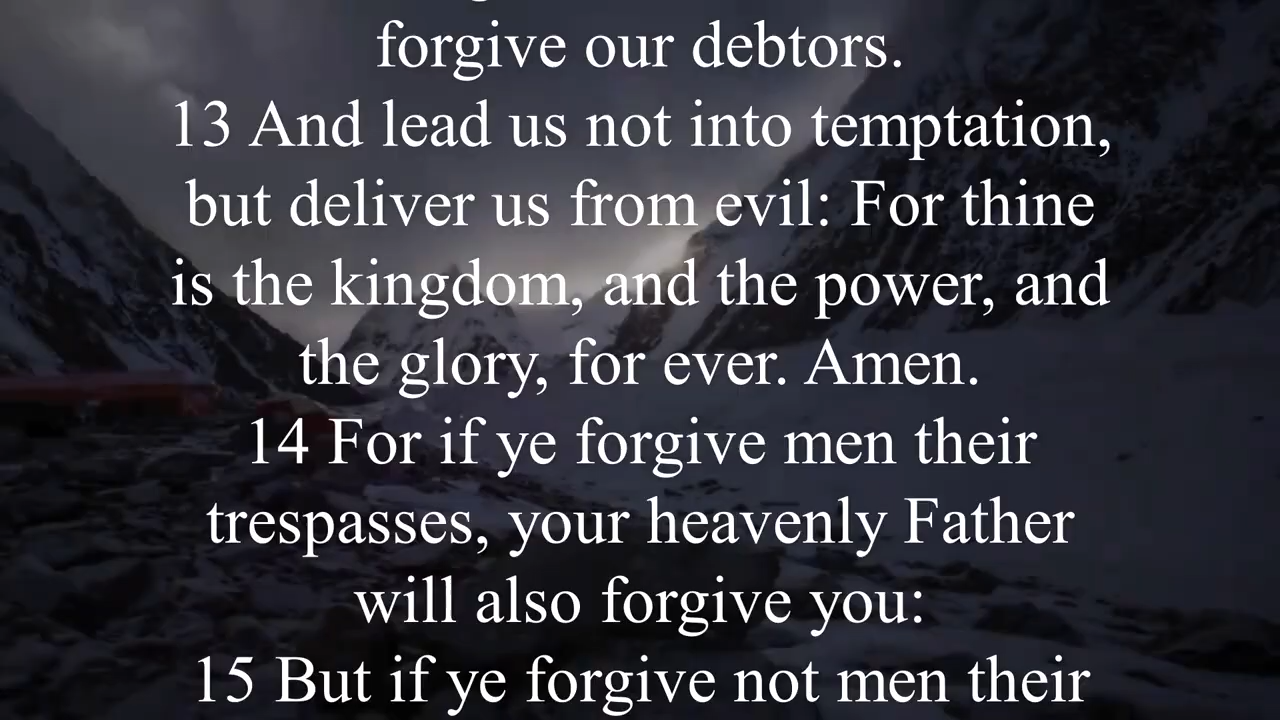 forgive our debtors.
13 And lead us not into temptation,
but deliver us from evil: For thine
is the kingdom, and the power, and
the glory, for ever. Amen.
14 For if ye forgive men their
trespasses, your heavenly Father
will also forgive you:
15 But if ye forgive not men their